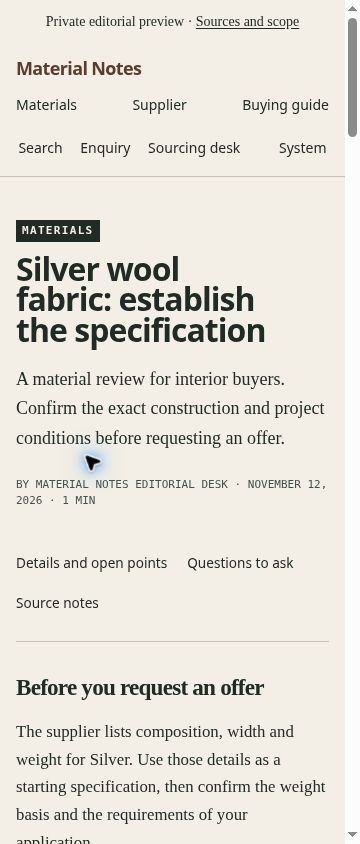 Private editorial preview · Sources and scope
Material Notes
Materials Supplier Buying guide
Search Enquiry Sourcing desk System
MATERIALS
Silver wool
fabric: establish
the specification
A material review for interior buyers.
Confirm the exact construction and project
conditions before requesting an offer.
BY MATERIAL NOTES EDITORIAL DESK · NOVEMBER 12,
2026 · 1 MIN
Details and open points Questions to ask
Source notes
Before you request an offer
The supplier lists composition, width and
weight for Silver. Use those details as a
starting specification, then confirm the weight
basis and the requirements of your
application.